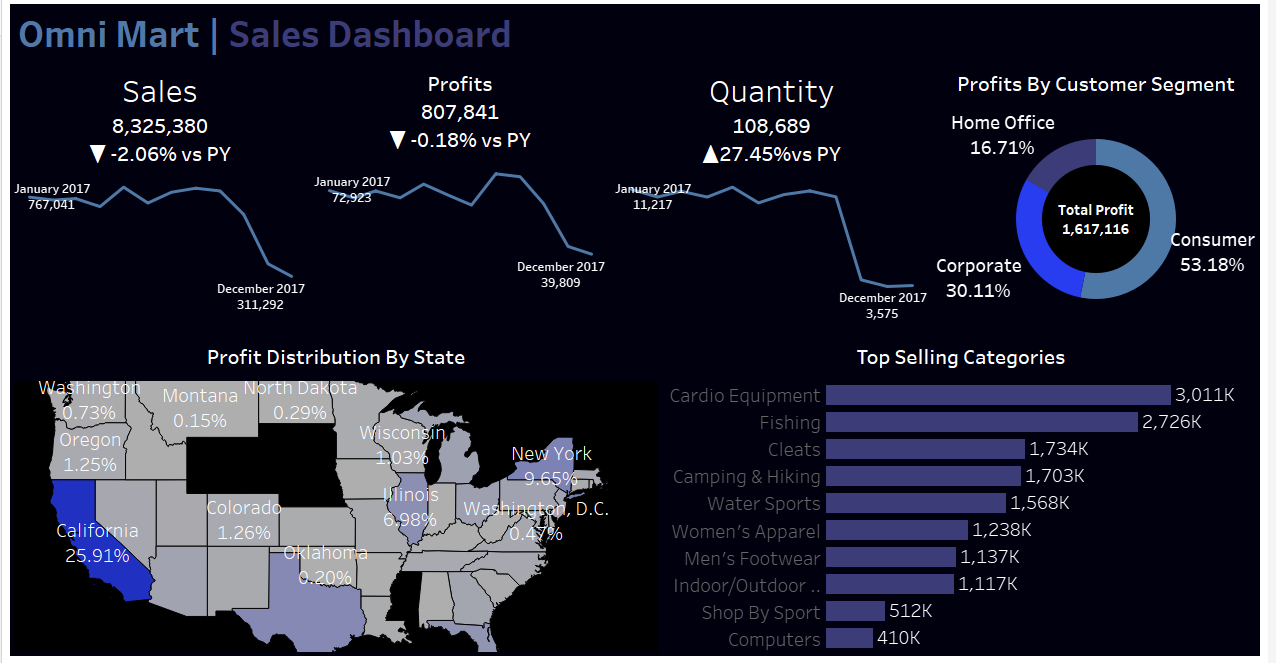 Omni Mart | Sales Dashboard
Sales
8,325,380
▼ -2.06% vs PY
January 2017
767,041
December 2017
311,292
Profits
807,841
▼ -0.18% vs PY
January 2017
72,923
December 2017
39,809
Quantity
108,689
▲27.45%vs PY
January 2017
11,217
December 2017
3,575
Profits By Customer Segment
Home Office
16.71%
Total Profit
1,617,116
Consumer
53.18%
Corporate
30.11%
Profit Distribution By State
Washington
0.73%
Montana
0.15%
North Dakota
0.29%
Oregon
1.25%
Wisconsin
1.03%
New York
9.65%
Illinois
6.98%
Colorado
1.26%
Washington, D.C.
0.47%
California
25.91%
Oklahoma
0.20%
Top Selling Categories
Cardio Equipment 3,011K
Fishing 2,726K
Cleats 1,734K
Camping & Hiking 1,703K
Water Sports 1,568K
Women's Apparel 1,238K
Men's Footwear 1,137K
Indoor/Outdoor .. 1,117K
Shop By Sport 512K
Computers 410K